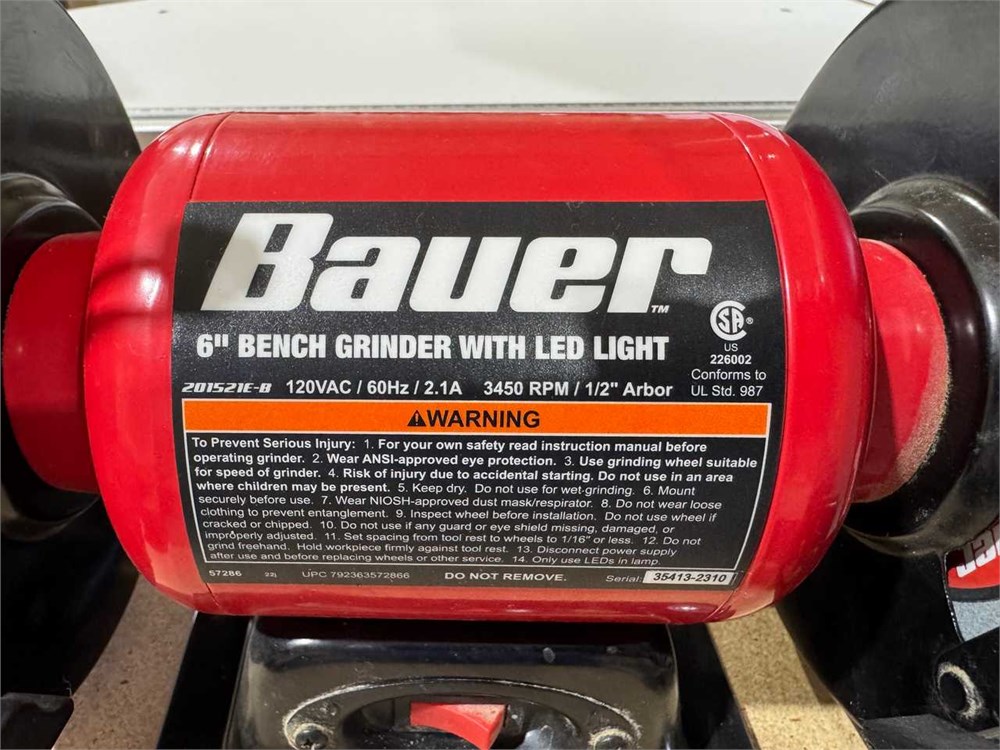 Bauer™
6" BENCH GRINDER WITH LED LIGHT
SA®
US
226002
Conforms to
UL Std. 987
201521E-B 120VAC / 60Hz / 2.1A 3450 RPM / 1/2" Arbor
⚠WARNING
To Prevent Serious Injury: 1. For your own safety read instruction manual before
operating grinder. 2. Wear ANSI-approved eye protection. 3. Use grinding wheel suitable
for speed of grinder. 4. Risk of injury due to accidental starting. Do not use in an area
where children may be present. 5. Keep dry. Do not use for wet-grinding. 6. Mount
securely before use. 7. Wear NIOSH-approved dust mask/respirator. 8. Do not wear loose
clothing to prevent entanglement. 9. Inspect wheel before installation. Do not use wheel if
cracked or chipped. 10. Do not use if any guard or eye shield missing, damaged, or
improperly adjusted. 11. Set spacing from tool rest to wheels to 1/16" or less. 12. Do not
grind freehand. Hold workpiece firmly against tool rest. 13. Disconnect power supply
after use and before replacing wheels or other service. 14. Only use LEDs in lamp.
57286 22j UPC 792363572866 DO NOT REMOVE. Serial: 35413-2310